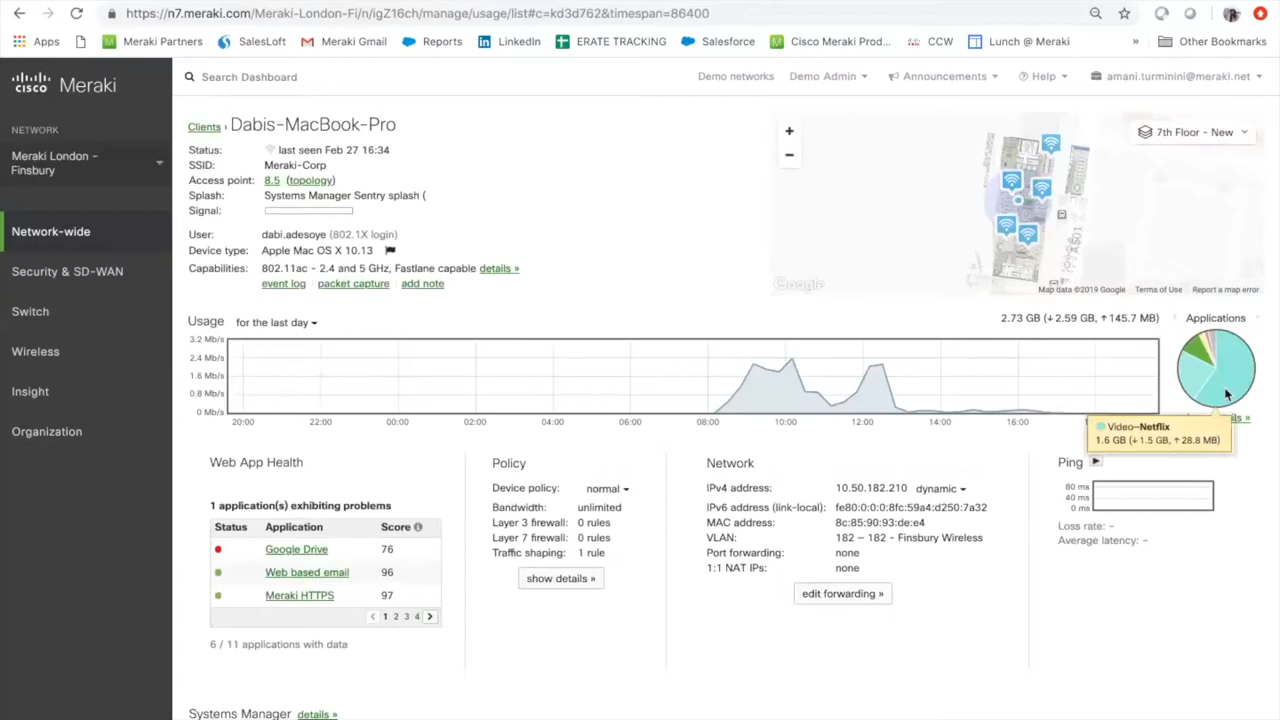 https://n7.meraki.com/Meraki-London-Fi/n/igZ16ch/manage/usage/list#c=kd3d762&timespan=86400
Apps Meraki Partners SalesLoft Meraki Gmail Reports LinkedIn ERATE TRACKING Salesforce Cisco Meraki Prod... CCW Lunch @ Meraki » Other Bookmarks
cisco Meraki
Search Dashboard
Demo networks Demo Admin Announcements Help amani.turminini@meraki.net
NETWORK
Meraki London -
Finsbury
Network-wide
Security & SD-WAN
Switch
Wireless
Insight
Organization
Clients › Dabis-MacBook-Pro
Status: last seen Feb 27 16:34
SSID: Meraki-Corp
Access point: 8.5 (topology)
Splash: Systems Manager Sentry splash (
Signal:
User: dabi.adesoye (802.1X login)
Device type: Apple Mac OS X 10.13
Capabilities: 802.11ac - 2.4 and 5 GHz, Fastlane capable details »
event log packet capture add note
+
−
7th Floor - New
A501
Google
Map data ©2019 Google Terms of Use Report a map error
Usage for the last day
2.73 GB (↓ 2.59 GB, ↑ 145.7 MB)
Applications
3.2 Mb/s
2.4 Mb/s
1.6 Mb/s
0.8 Mb/s
0 Mb/s
20:00 22:00 00:00 02:00 04:00 06:00 08:00 10:00 12:00 14:00 16:00
Video—Netflix
1.6 GB (↓ 1.5 GB, ↑ 28.8 MB)
Web App Health
1 application(s) exhibiting problems
Status Application Score
Google Drive 76
Web based email 96
Meraki HTTPS 97
< 1 2 3 4 >
6 / 11 applications with data
Policy
Device policy: normal
Bandwidth: unlimited
Layer 3 firewall: 0 rules
Layer 7 firewall: 0 rules
Traffic shaping: 1 rule
show details »
Network
IPv4 address: 10.50.182.210 dynamic
IPv6 address (link-local): fe80:0:0:0:8fc:59a4:d250:7a32
MAC address: 8c:85:90:93:de:e4
VLAN: 182 – 182 - Finsbury Wireless
Port forwarding: none
1:1 NAT IPs: none
edit forwarding »
Ping
80 ms
40 ms
0 ms
Loss rate: -
Average latency: -
Systems Manager details »